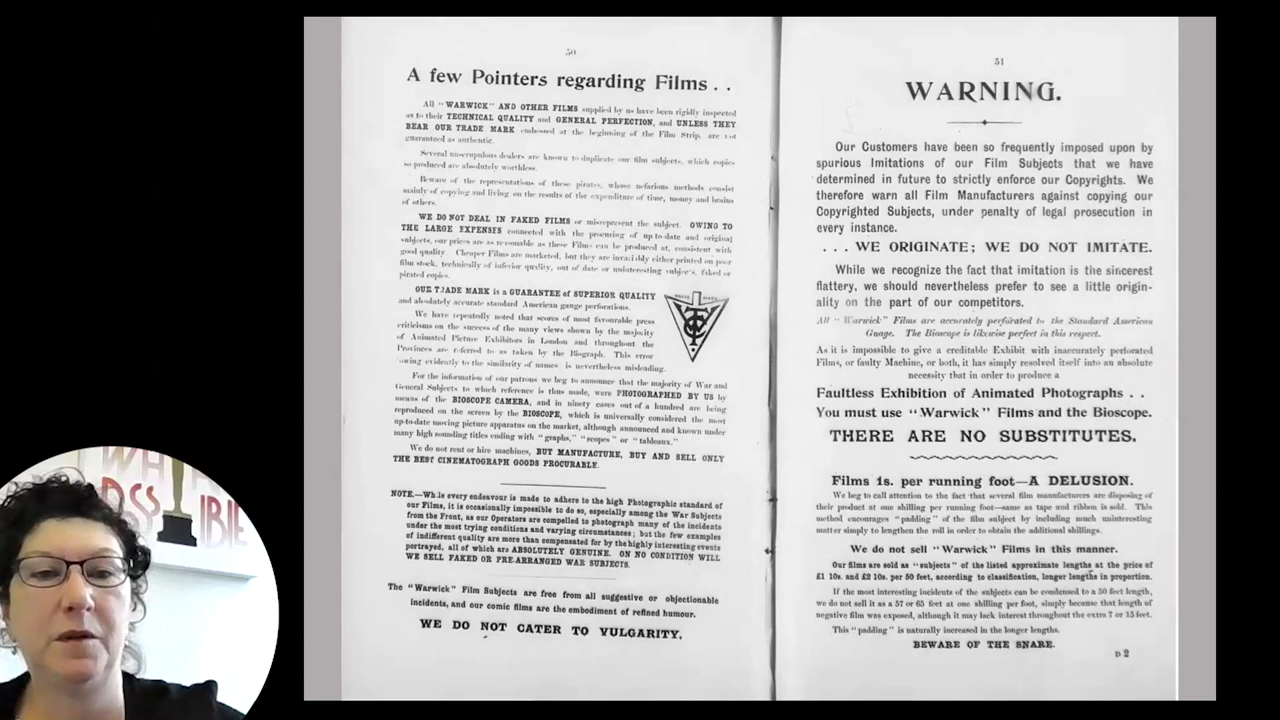 50
A few Pointers regarding Films . .
All "WARWICK" AND OTHER FILMS supplied by us have been rigidly inspected
as to their TECHNICAL QUALITY and GENERAL PERFECTION, and UNLESS THEY
BEAR OUR TRADE MARK embossed at the beginning of the Film Strip, are not
guaranteed as authentic.
Several unscrupulous dealers are known to duplicate our film subjects, which copies
so produced are absolutely worthless.
Beware of the representations of these pirates, whose nefarious methods consist
mainly of copying and living on the results of the expenditure of time, money and brains
of others.
WE DO NOT DEAL IN FAKED FILMS or misrepresent the subject. OWING TO
THE LARGE EXPENSES connected with the procuring of up-to-date and original
subjects, our prices are as reasonable as these Films can be produced at, consistent with
good quality. Cheaper Films are marketed, but they are invariably either printed on poor
film stock, technically of inferior quality, out of date or uninteresting subjects, faked or
pirated copies.
OUR TRADE MARK is a GUARANTEE of SUPERIOR QUALITY
and absolutely accurate standard American gauge perforations.
We have repeatedly noted that scores of most favourable press
criticisms on the success of the many views shown by the majority
of Animated Picture Exhibitors in London and throughout the
Provinces are referred to as taken by the Biograph. This error
owing evidently to the similarity of names is nevertheless misleading.
TRADE MARK
WTC
For the information of our patrons we beg to announce that the majority of War and
General Subjects to which reference is thus made, were PHOTOGRAPHED BY US by
means of the BIOSCOPE CAMERA, and in ninety cases out of a hundred are being
reproduced on the screen by the BIOSCOPE, which is universally considered the most
up-to-date moving picture apparatus on the market, although announced and known under
many high sounding titles ending with "graphs," "scopes" or "tableaux."
We do not rent or hire machines, BUT MANUFACTURE, BUY AND SELL ONLY
THE BEST CINEMATOGRAPH GOODS PROCURABLE.
NOTE.—While every endeavour is made to adhere to the high Photographic standard of
our Films, it is occasionally impossible to do so, especially among the War Subjects
from the Front, as our Operators are compelled to photograph many of the incidents
under the most trying conditions and varying circumstances; but the few examples
of indifferent quality are more than compensated for by the highly interesting events
portrayed, all of which are ABSOLUTELY GENUINE. ON NO CONDITION WILL
WE SELL FAKED OR PRE-ARRANGED WAR SUBJECTS.
The "Warwick" Film Subjects are free from all suggestive or objectionable
incidents, and our comic films are the embodiment of refined humour.
WE DO NOT CATER TO VULGARITY.
51
WARNING.
Our Customers have been so frequently imposed upon by
spurious Imitations of our Film Subjects that we have
determined in future to strictly enforce our Copyrights. We
therefore warn all Film Manufacturers against copying our
Copyrighted Subjects, under penalty of legal prosecution in
every instance.
. . . WE ORIGINATE; WE DO NOT IMITATE.
While we recognize the fact that imitation is the sincerest
flattery, we should nevertheless prefer to see a little origin-
ality on the part of our competitors.
All "Warwick" Films are accurately perforated to the Standard American
Guage. The Bioscope is likewise perfect in this respect.
As it is impossible to give a creditable Exhibit with inaccurately perforated
Films, or faulty Machine, or both, it has simply resolved itself into an absolute
necessity that in order to produce a
Faultless Exhibition of Animated Photographs . .
You must use "Warwick" Films and the Bioscope.
THERE ARE NO SUBSTITUTES.
Films 1s. per running foot—A DELUSION.
We beg to call attention to the fact that several film manufacturers are disposing of
their product at one shilling per running foot—same as tape and ribbon is sold. This
method encourages "padding" of the film subject by including much uninteresting
matter simply to lengthen the roll in order to obtain the additional shillings.
We do not sell "Warwick" Films in this manner.
Our films are sold as "subjects" of the listed approximate lengths at the price of
£1 10s. and £2 10s. per 50 feet, according to classification, longer lengths in proportion.
If the most interesting incidents of the subjects can be condensed to a 50 feet length,
we do not sell it as a 57 or 65 feet at one shilling per foot, simply because that length of
negative film was exposed, although it may lack interest throughout the extra 7 or 15 feet.
This "padding" is naturally increased in the longer lengths.
BEWARE OF THE SNARE.
D 2